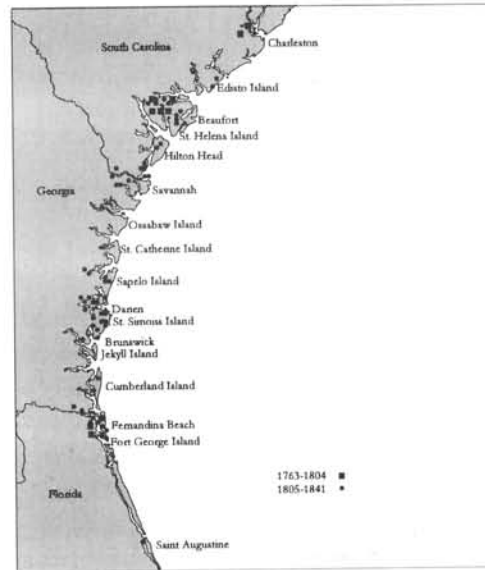 South Carolina
Charleston
Edisto Island
Beaufort
St. Helena Island
Hilton Head
Georgia
Savannah
Ossabaw Island
St. Catherine Island
Sapelo Island
Darien
St. Simons Island
Brunswick
Jekyll Island
Cumberland Island
Fernandina Beach
Fort George Island
1763-1804
1805-1841
Florida
Saint Augustine